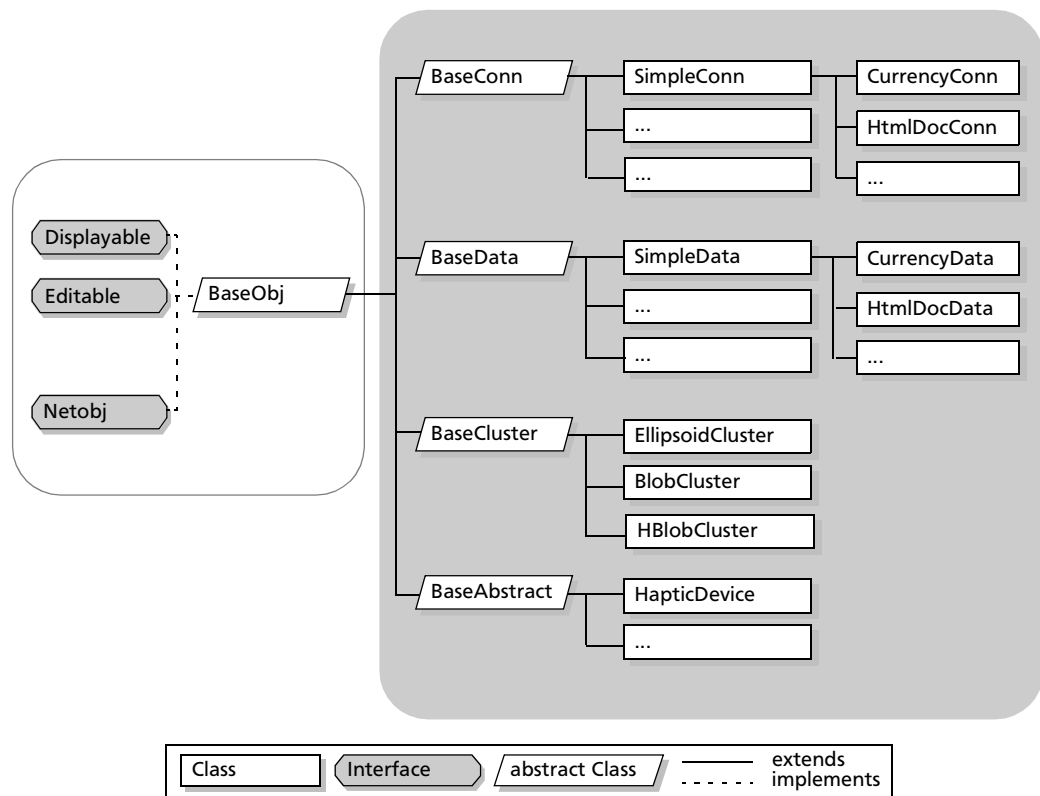 BaseConn
SimpleConn
CurrencyConn
...
HtmlDocConn
...
...
Displayable
Editable
Netobj
BaseObj
BaseData
SimpleData
CurrencyData
...
HtmlDocData
...
...
BaseCluster
EllipsoidCluster
BlobCluster
HBlobCluster
BaseAbstract
HapticDevice
...
Class
Interface
abstract Class
extends
implements